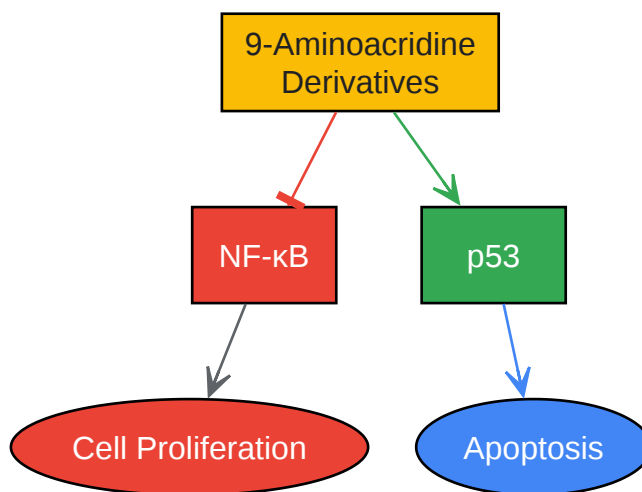 9-Aminoacridine
Derivatives
NF-κB
p53
Cell Proliferation
Apoptosis